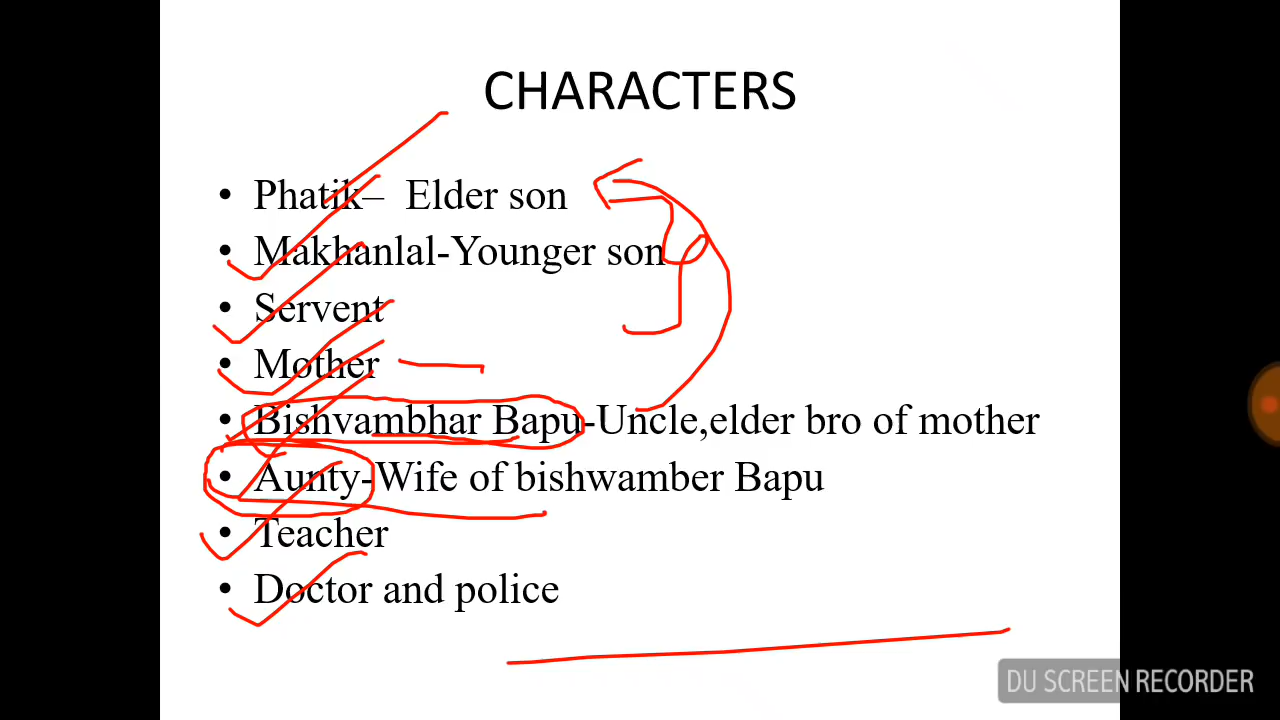 CHARACTERS
• Phatik– Elder son
• Makhanlal-Younger son
• Servent
• Mother
• Bishvambhar Bapu-Uncle,elder bro of mother
• Aunty-Wife of bishwamber Bapu
• Teacher
• Doctor and police
DU SCREEN RECORDER